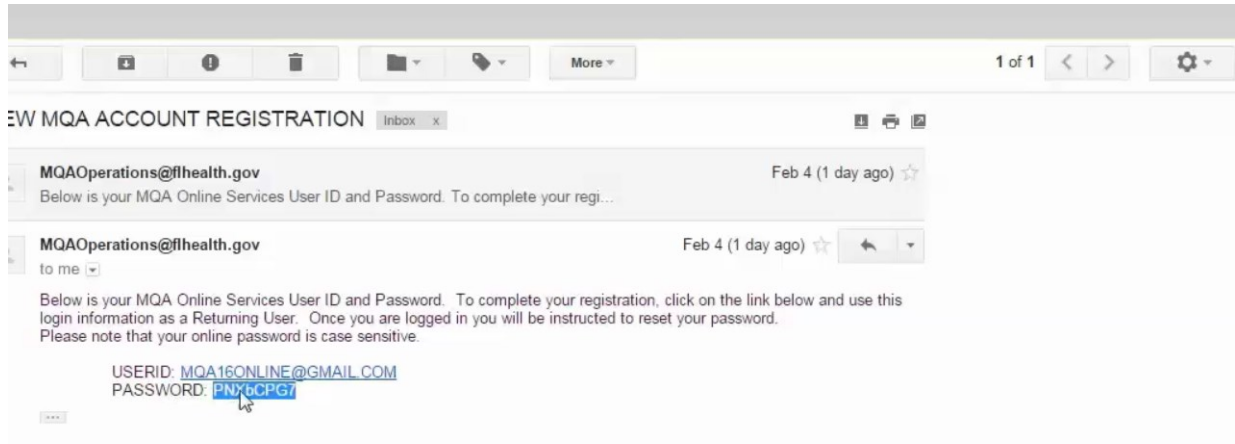 More
1 of 1
EW MQA ACCOUNT REGISTRATION Inbox x
MQAOperations@flhealth.gov Feb 4 (1 day ago)
Below is your MQA Online Services User ID and Password. To complete your regi...
MQAOperations@flhealth.gov Feb 4 (1 day ago)
to me
Below is your MQA Online Services User ID and Password. To complete your registration, click on the link below and use this
login information as a Returning User. Once you are logged in you will be instructed to reset your password.
Please note that your online password is case sensitive.
USERID: MQA16ONLINE@GMAIL.COM
PASSWORD: PNXbCPG7